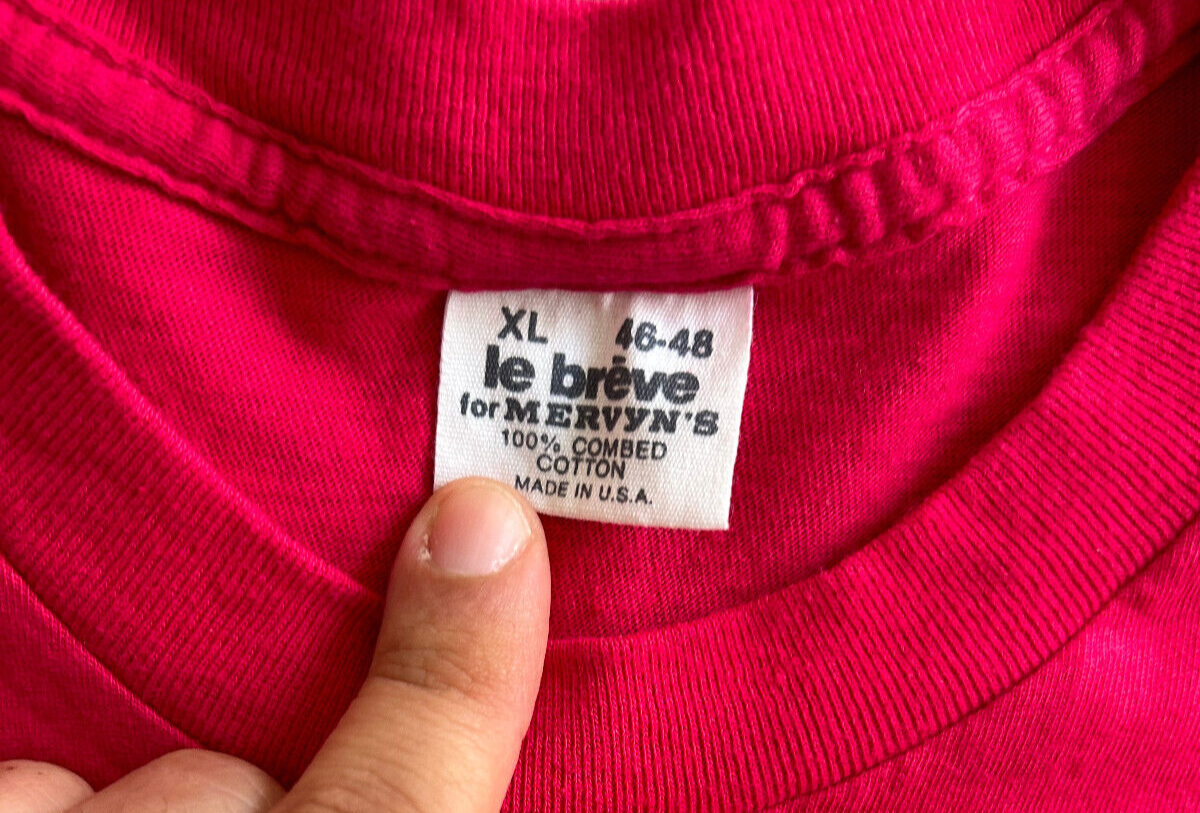 XL 46-48
le brève
for MERVYN'S
100% COMBED
COTTON
MADE IN U.S.A.